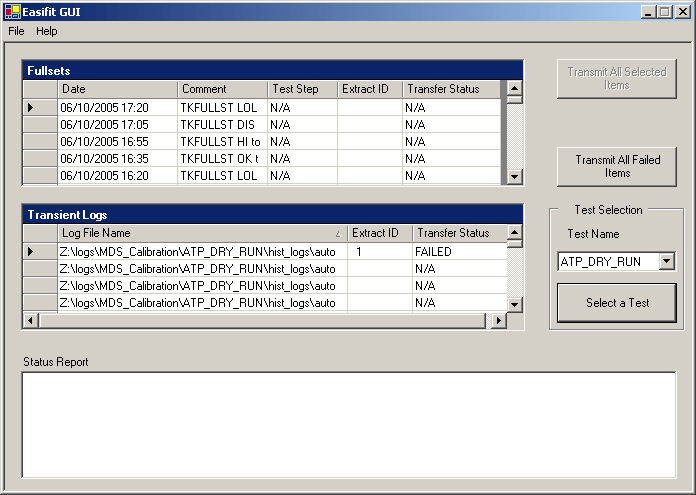 Easifit GUI
File Help
Fullsets
Date Comment Test Step Extract ID Transfer Status
06/10/2005 17:20 TKFULLST LOL N/A N/A
06/10/2005 17:05 TKFULLST DIS N/A N/A
06/10/2005 16:55 TKFULLST HI to N/A N/A
06/10/2005 16:35 TKFULLST OK t N/A N/A
06/10/2005 16:20 TKFULLST LOL N/A N/A
Transmit All Selected
Items
Transmit All Failed
Items
Transient Logs
Log File Name Extract ID Transfer Status
Z:\logs\MDS_Calibration\ATP_DRY_RUN\hist_logs\auto 1 FAILED
Z:\logs\MDS_Calibration\ATP_DRY_RUN\hist_logs\auto N/A
Z:\logs\MDS_Calibration\ATP_DRY_RUN\hist_logs\auto N/A
Z:\logs\MDS_Calibration\ATP_DRY_RUN\hist_logs\auto N/A
Test Selection
Test Name
ATP_DRY_RUN
Select a Test
Status Report